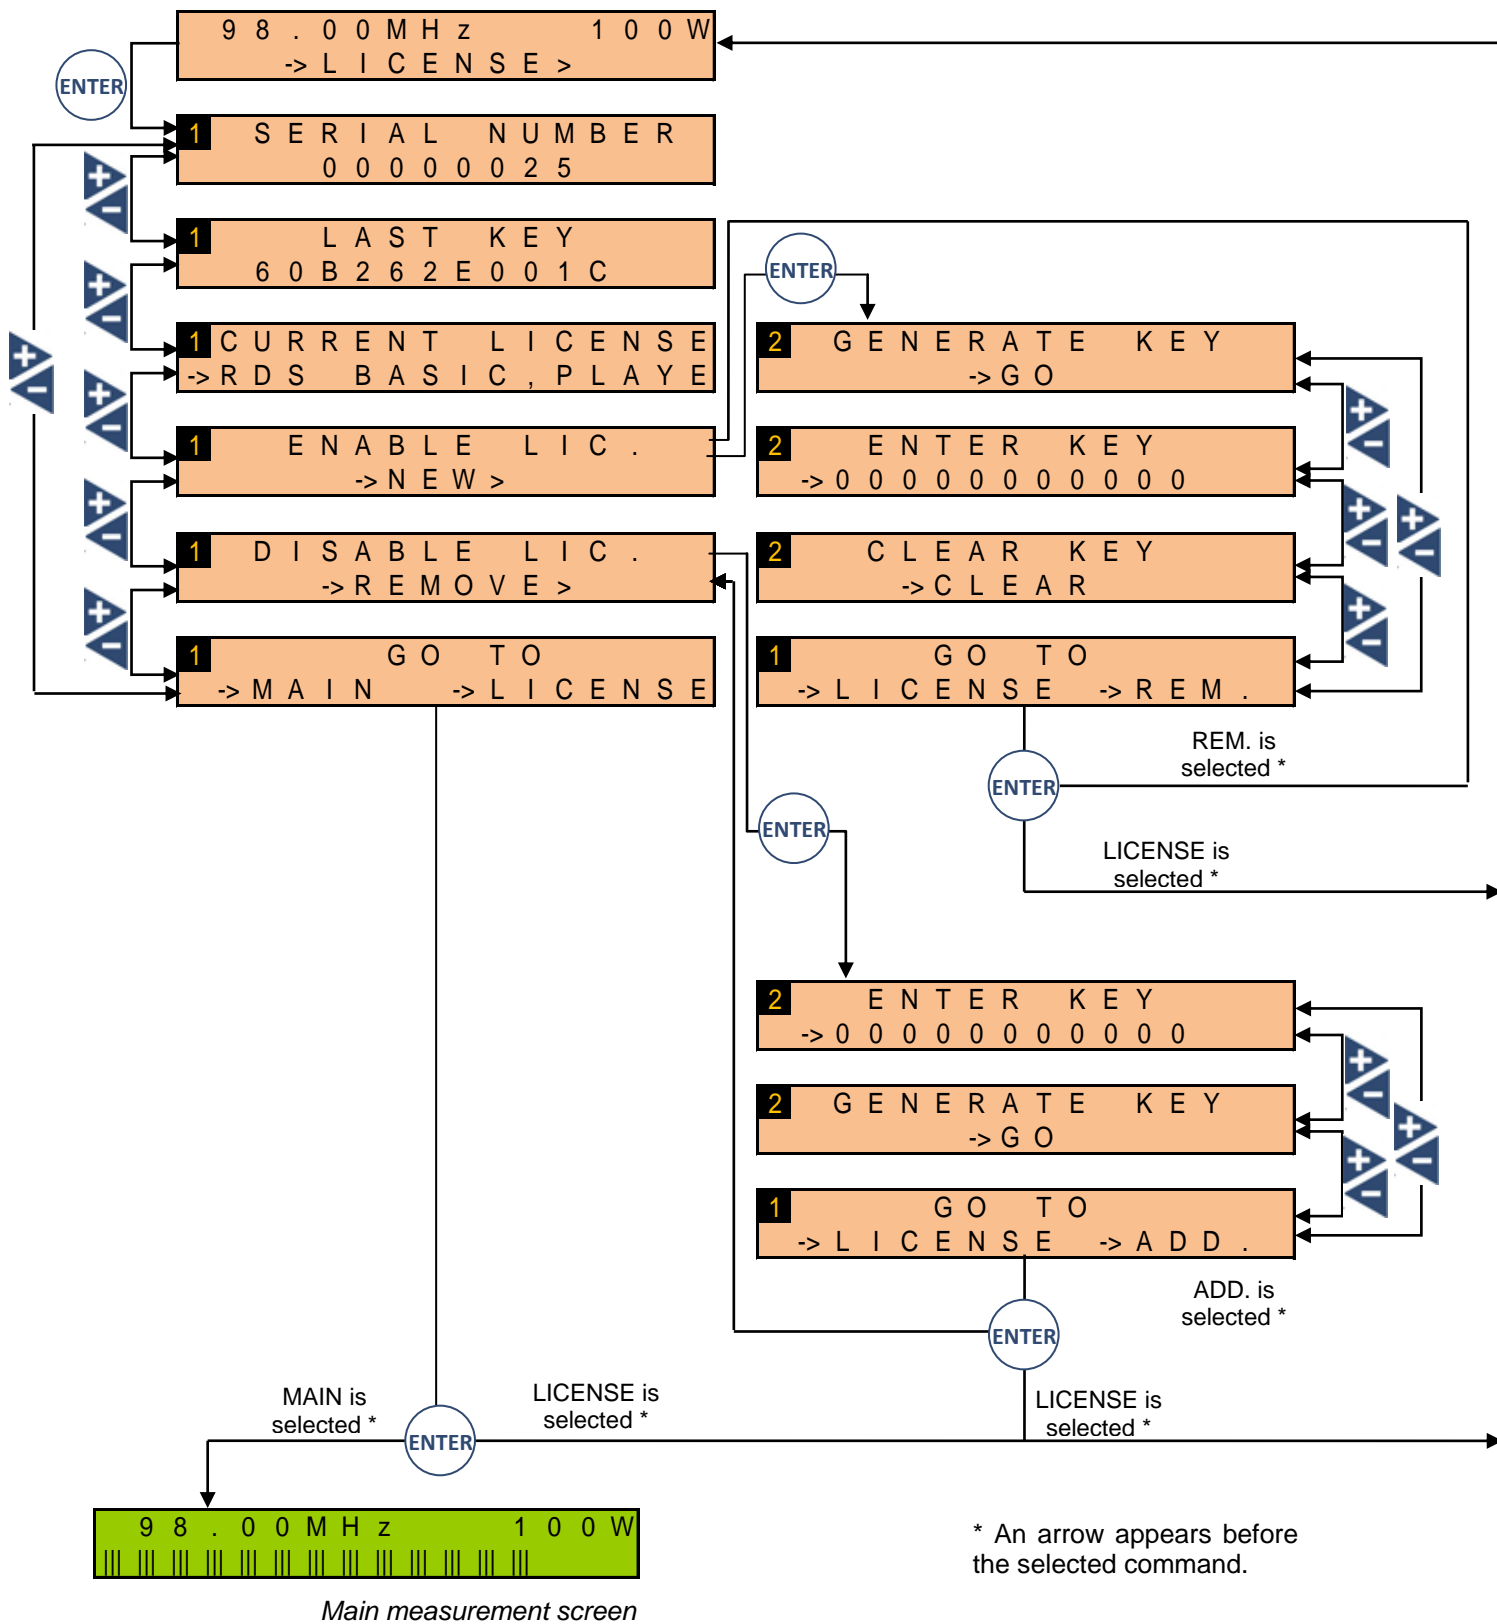 98.00MHz 100W
->LICENSE>
ENTER
1 SERIAL NUMBER
00000025
+
-
1 LAST KEY
60B262E001C
ENTER
+
-
1 CURRENT LICENSE
->RDS BASIC,PLAYE
2 GENERATE KEY
->GO
+
-
+
-
+
-
1 ENABLE LIC.
->NEW>
2 ENTER KEY
->00000000000
+
-
+
-
+
-
1 DISABLE LIC.
->REMOVE>
2 CLEAR KEY
->CLEAR
+
-
+
-
1 GO TO
->MAIN ->LICENSE
1 GO TO
->LICENSE ->REM.
REM. is
selected *
ENTER
ENTER
LICENSE is
selected *
2 ENTER KEY
->00000000000
+
-
2 GENERATE KEY
->GO
+
-
+
-
1 GO TO
->LICENSE ->ADD.
ADD. is
selected *
ENTER
MAIN is
selected *
LICENSE is
selected *
LICENSE is
selected *
ENTER
98.00MHz 100W
* An arrow appears before
the selected command.
Main measurement screen